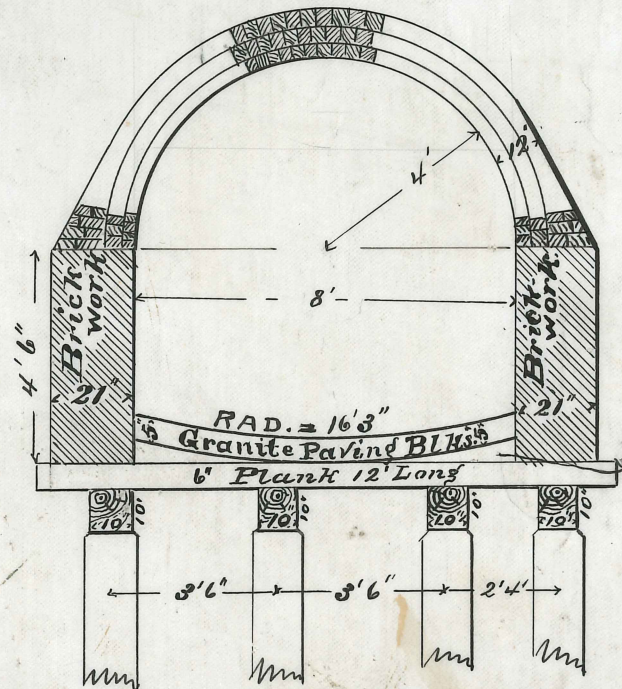 12"
4'
8'-
Brick
work
Brick
work
4'6"
21"
21"
RAD. = 16'3"
5"
Granite Paving Blks.
5"
6" Plank 12' Long
10"
10"
10"
10"
10"
10"
10"
10"
3'6"
3'6"
2'4"